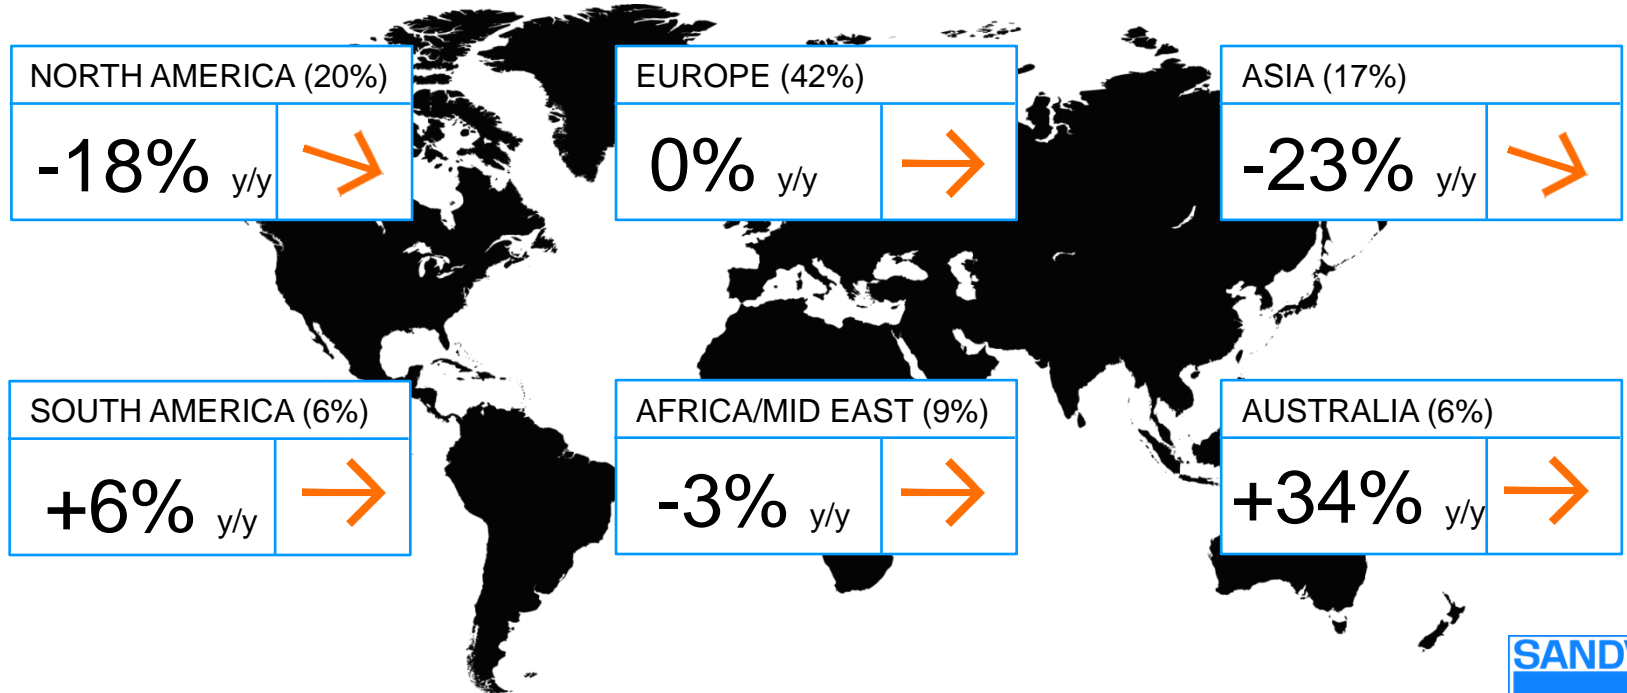 NORTH AMERICA (20%)
-18% y/y
EUROPE (42%)
0% y/y
ASIA (17%)
-23% y/y
SOUTH AMERICA (6%)
+6% y/y
AFRICA/MID EAST (9%)
-3% y/y
AUSTRALIA (6%)
+34% y/y